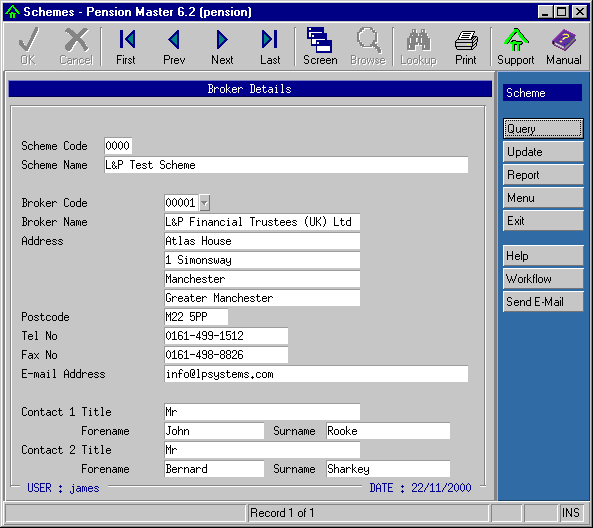 Schemes - Pension Master 6.2 (pension)
OK Cancel First Prev Next Last Screen Browse Lookup Print Support Manual
Broker Details
Scheme Code 0000
Scheme Name L&P Test Scheme
Broker Code 00001
Broker Name L&P Financial Trustees (UK) Ltd
Address Atlas House
1 Simonsway
Manchester
Greater Manchester
Postcode M22 5PP
Tel No 0161-499-1512
Fax No 0161-498-8826
E-mail Address info@lpsystems.com
Contact 1 Title Mr
Forename John Surname Rooke
Contact 2 Title Mr
Forename Bernard Surname Sharkey
USER : james DATE : 22/11/2000
Scheme
Query
Update
Report
Menu
Exit
Help
Workflow
Send E-Mail
Record 1 of 1 INS